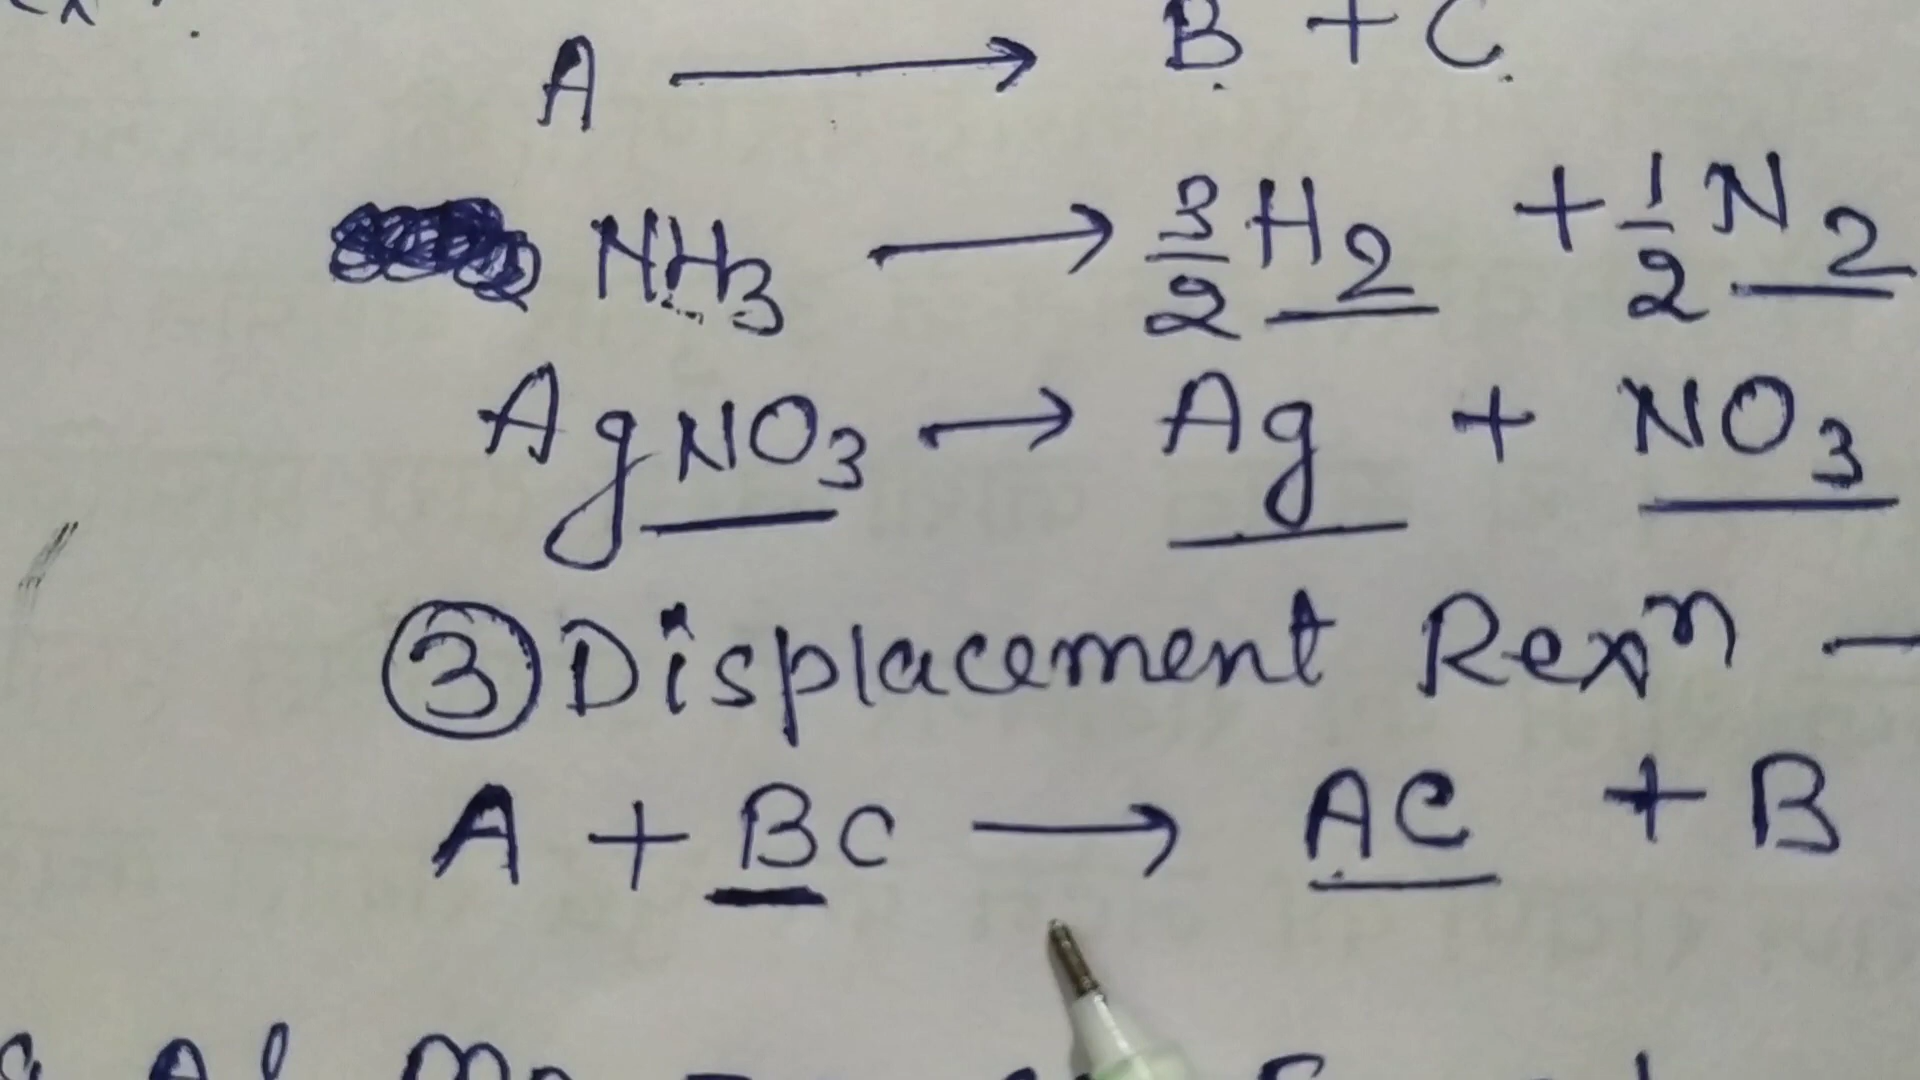 A → B + C
NH3 → 3/2 H2 + 1/2 N2
AgNO3 → Ag + NO3
③ Displacement Rexⁿ —
A + BC → AC + B